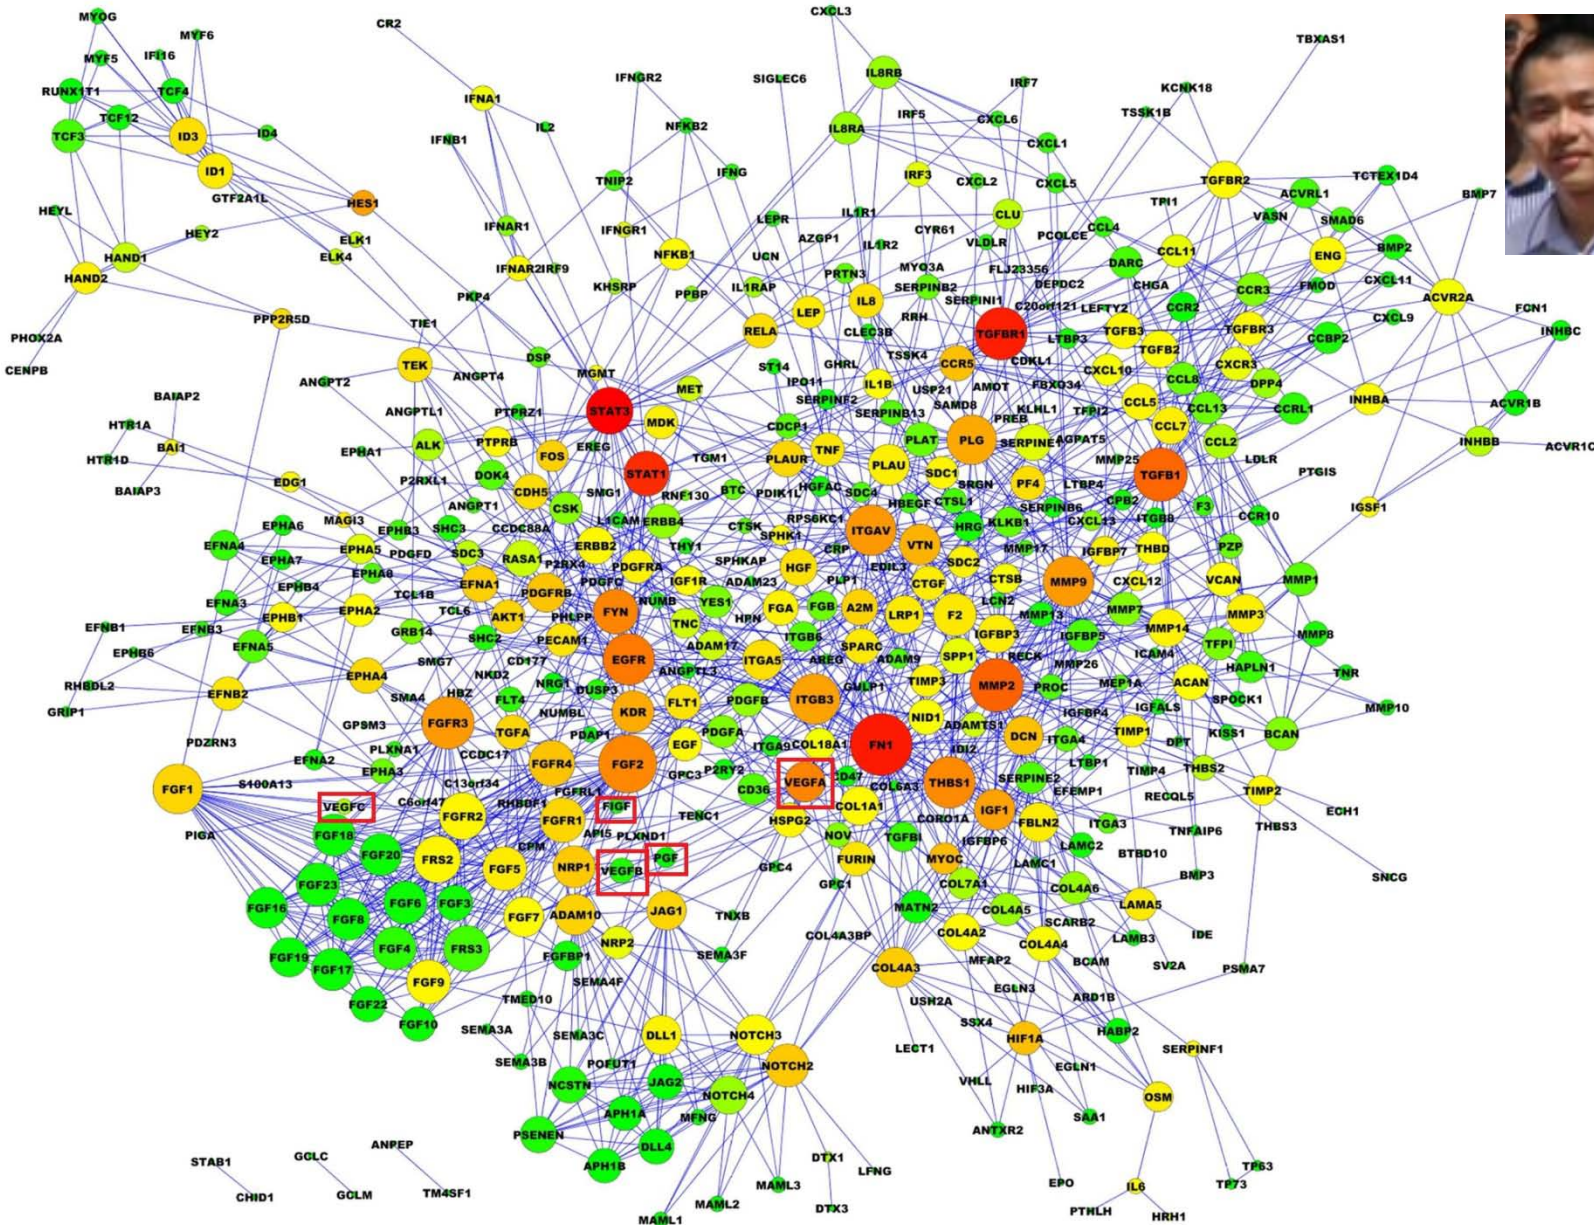 MYOG
MYF6
MYF5
IFI16
RUNX1T1
TCF4
TCF12
TCF3
ID3
ID4
ID1
GTF2A1L
HES1
HEYL
HEY2
HAND1
ELK1
ELK4
HAND2
PHOX2A
CENPB
PPP2R5D
CR2
IFNA1
IFNB1
IL2
IFNAR1
IFNAR2
IRF9
PKP4
TIE1
TEK
DSP
IFNGR2
NFKB2
TNIP2
IFNG
IFNGR1
NFKB1
KHSRP
PPBP
SIGLEC6
CXCL3
IL8RB
IL8RA
IRF5
IRF7
CXCL6
CXCL1
IRF3
CXCL2
CXCL5
CLU
LEPR
IL1R1
AZGP1
IL1R2
CYR61
VLDLR
PCOLCE
UCN
PRTN3
MYO3A
FLJ23356
IL1RAP
SERPINB2
DEPDC2
SERPINI1
C20orf121
LEP
IL8
RRH
RELA
CLEC3B
TGFBR1
TBXAS1
KCNK18
TSSK1B
TGFBR2
TCTEX1D4
ACVRL1
BMP7
TPI1
VASN
SMAD6
CCL4
DARC
CCL11
ENG
BMP2
CHGA
CCR3
FMOD
CXCL11
ACVR2A
CCR2
LEFTY2
TGFB3
TGFBR3
CXCL9
FCN1
INHBC
LTBP3
TGFB2
CCBP2
CXCR3
CXCL10
CCL8
DPP4
CDKL1
FBXO34
CCL5
CCL13
CCRL1
INHBA
ACVR1B
CCL7
CCL2
INHBB
ACVR1C
LDLR
PTGIS
IGSF1
ANGPT2
ANGPT4
MGMT
STAT3
MET
MDK
BAIAP2
HTR1A
BAI1
HTR1D
BAIAP3
EDG1
MAGI3
ANGPTL1
PTPRZ1
EREG
ALK
PTPRB
EPHA1
FOS
P2RXL1
DOK4
CDH5
STAT1
TGM1
ANGPT1
SMG1
RNF130
ST14
GHRL
TSSK4
CCR5
IPO11
IL1B
USP21
AMOT
SERPINF2
SERPINB13
SAMD8
KLHL1
TFPI2
CDCP1
PLAT
PLG
PREB
SERPINE1
AGPAT5
TNF
PLAUR
PLAU
SDC1
MMP25
TGFB1
PF4
LTBP4
BTC
PDIK1L
HGFAC
SDC4
HBEGF
CTSL1
SRGN
SERPINB6
CPB2
F3
EPHA6
EFNA4
EPHA7
EPHB3
SHC3
CCDC88A
CSK
L1CAM
ERBB4
CTSK
RPS6KC1
ITGAV
HRG
KLKB1
CXCL13
ITGB8
CCR10
EPHA5
PDGFD
SDC3
RASA1
ERBB2
THY1
SPHK1
VTN
MMP17
IGFBP7
THBD
PZP
EPHA8
EPHB4
P2RX4
PDGFRA
SPHKAP
CRP
EDIL3
SDC2
EFNA3
TCL1B
EFNA1
PDGFRB
PDGFC
IGF1R
ADAM23
HGF
PLP1
CTGF
CTSB
MMP9
CXCL12
VCAN
MMP1
EPHB1
EPHA2
TCL6
AKT1
PHLPP
FYN
NUMB
YES1
HPN
FGA
FGB
A2M
LRP1
F2
LCN2
MMP13
MMP7
MMP3
EFNB1
EFNB3
EFNA5
GRB14
SHC2
PECAM1
TNC
ADAM17
ITGB6
SPARC
IGFBP3
IGFBP5
MMP14
TFPI
MMP8
EPHB6
SMG7
CD177
EGFR
ITGA5
AREG
ADAM9
SPP1
RECK
MMP26
ICAM4
HAPLN1
TNR
RHBDL2
EFNB2
EPHA4
NKD2
NRG1
DUSP3
ANGPTL3
GULP1
TIMP3
MMP2
PROC
MEP1A
ACAN
SPOCK1
GRIP1
SMA4
HBZ
FLT4
KDR
FLT1
PDGFB
ITGB3
IGFBP4
IGFALS
MMP10
GPSM3
FGFR3
NUMBL
NID1
ADAMTS1
KISS1
PDZRN3
PLXNA1
CCDC17
TGFA
PDAP1
EGF
PDGFA
ITGA9
COL18A1
FN1
IDI2
DCN
ITGA4
TIMP1
DPT
BCAN
EFNA2
EPHA3
FGFR4
FGF2
GPC3
P2RY2
CD47
LTBP1
TIMP4
THBS2
FGF1
S100A13
C13orf34
FGFRL1
CD36
VEGFA
COL6A3
THBS1
SERPINE2
EFEMP1
RECQL5
TIMP2
VEGFC
C6orf47
RHBDF1
FIGF
TENC1
COL1A1
IGF1
ECH1
PIGA
FGF18
FGFR2
FGFR1
API5
PLXND1
HSPG2
CORO1A
FBLN2
ITGA3
TNFAIP6
THBS3
FGF20
FRS2
CPM
NOV
TGFBI
IGFBP6
LAMC2
FGF23
FGF5
NRP1
VEGFB
PGF
GPC4
FURIN
MYOC
LAMC1
BTBD10
BMP3
SNCG
FGF16
FGF6
FGF3
GPC1
COL7A1
COL4A6
FGF8
FGF7
ADAM10
JAG1
TNXB
MATN2
COL4A5
SCARB2
LAMA5
IDE
FGF19
FGF4
FRS3
NRP2
COL4A3BP
COL4A2
COL4A4
LAMB3
FGF17
FGFBP1
SEMA3F
COL4A3
MFAP2
BCAM
SV2A
PSMA7
FGF9
SEMA4F
EGLN3
FGF22
TMED10
USH2A
ARD1B
FGF10
SEMA3A
SEMA3C
DLL1
NOTCH3
SSX4
HABP2
SEMA3B
POFUT1
NOTCH2
LECT1
HIF1A
SERPINF1
NCSTN
JAG2
EGLN1
VHLL
HIF3A
APH1A
MFNG
NOTCH4
SAA1
OSM
PSENEN
DLL4
ANTXR2
ANPEP
GCLC
STAB1
APH1B
DTX1
LFNG
TP63
CHID1
GCLM
TM4SF1
MAML3
EPO
IL6
TP73
MAML2
DTX3
PTHLH
HRH1
MAML1